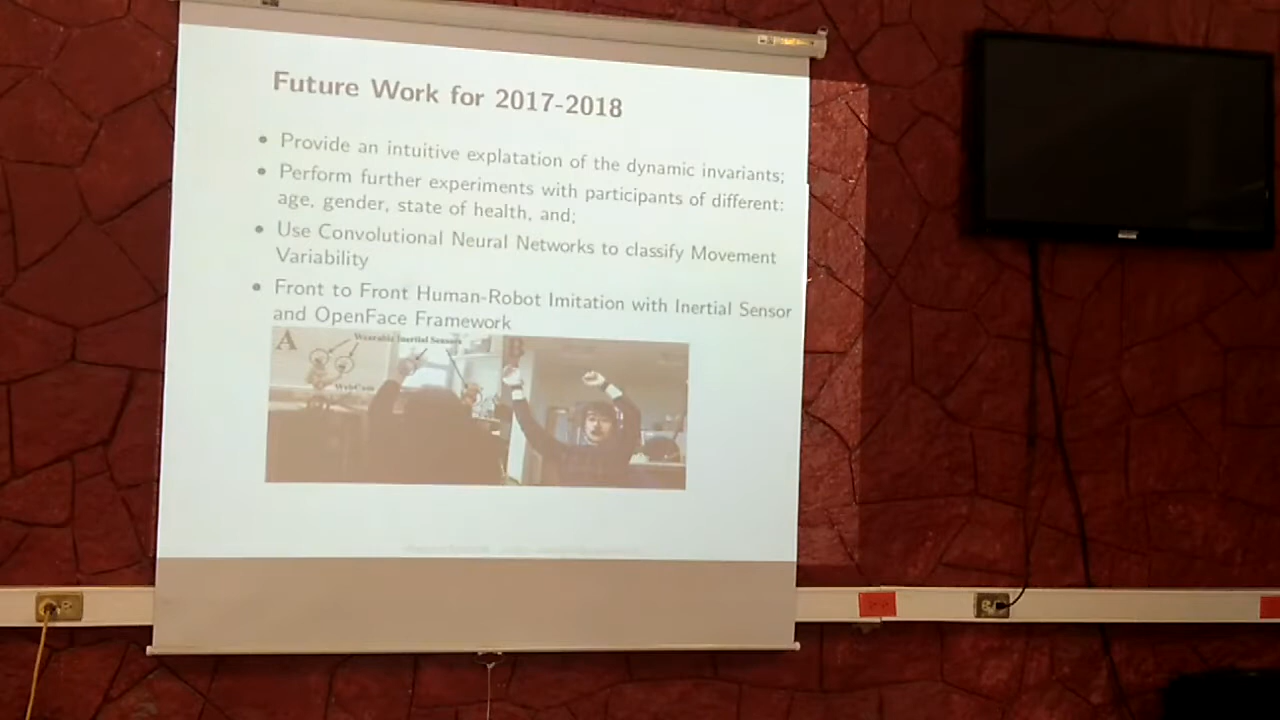 Future Work for 2017-2018
• Provide an intuitive explatation of the dynamic invariants;
• Perform further experiments with participants of different:
age, gender, state of health, and;
• Use Convolutional Neural Networks to classify Movement
Variability
• Front to Front Human-Robot Imitation with Inertial Sensor
and OpenFace Framework
A
Wearable Inertial Sensors
B
WebCam